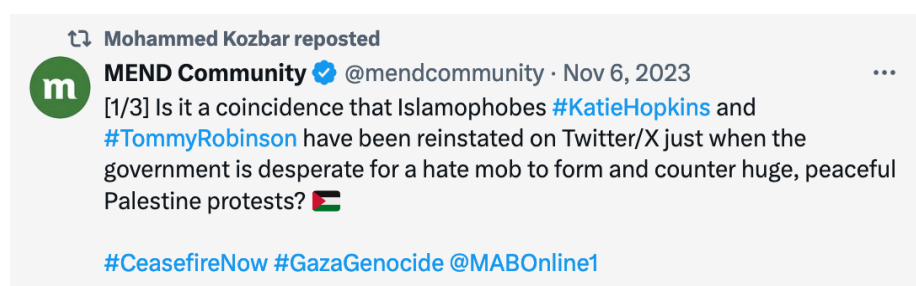 Mohammed Kozbar reposted
m
MEND Community @mendcommunity · Nov 6, 2023
[1/3] Is it a coincidence that Islamophobes #KatieHopkins and
#TommyRobinson have been reinstated on Twitter/X just when the
government is desperate for a hate mob to form and counter huge, peaceful
Palestine protests? 🇵🇸
#CeasefireNow #GazaGenocide @MABOnline1